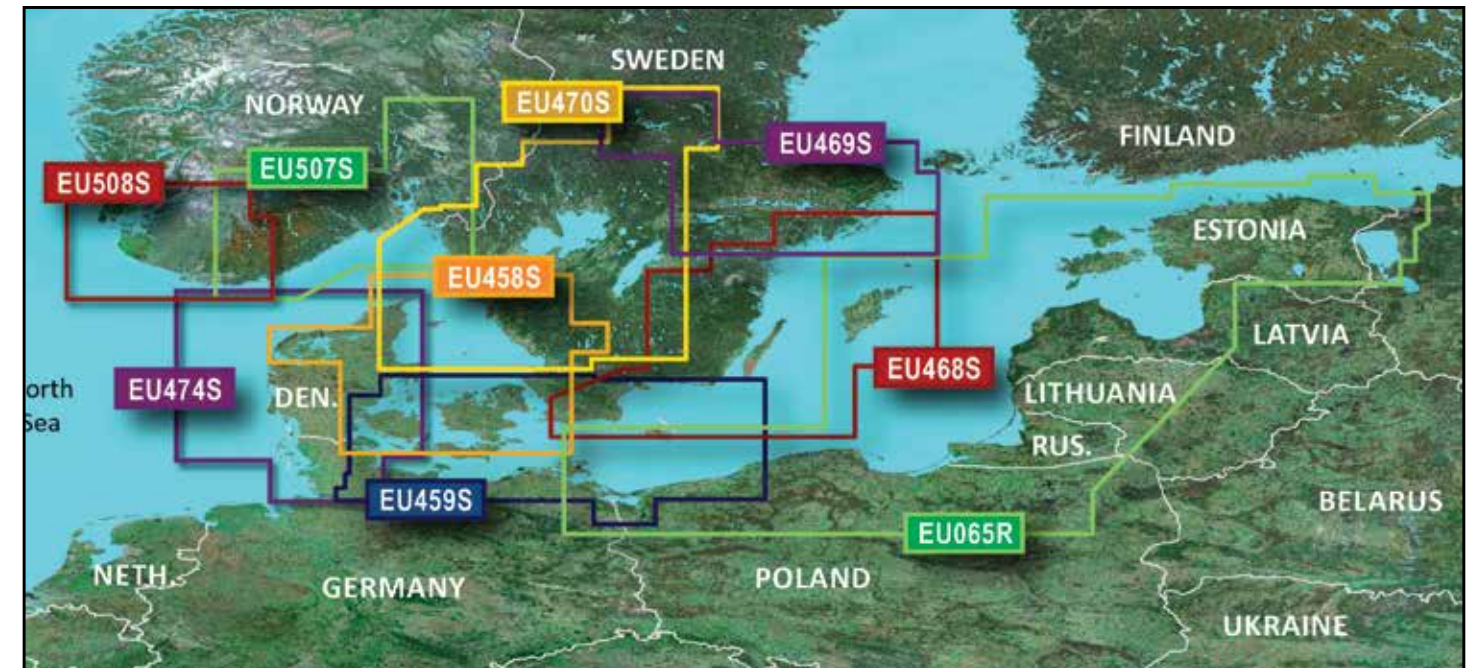 SWEDEN
NORWAY
EU470S
FINLAND
EU469S
EU507S
EU508S
ESTONIA
EU458S
LATVIA
EU468S
EU474S
orth
Sea
DEN.
LITHUANIA
RUS.
EU459S
BELARUS
EU065R
NETH.
GERMANY
POLAND
UKRAINE